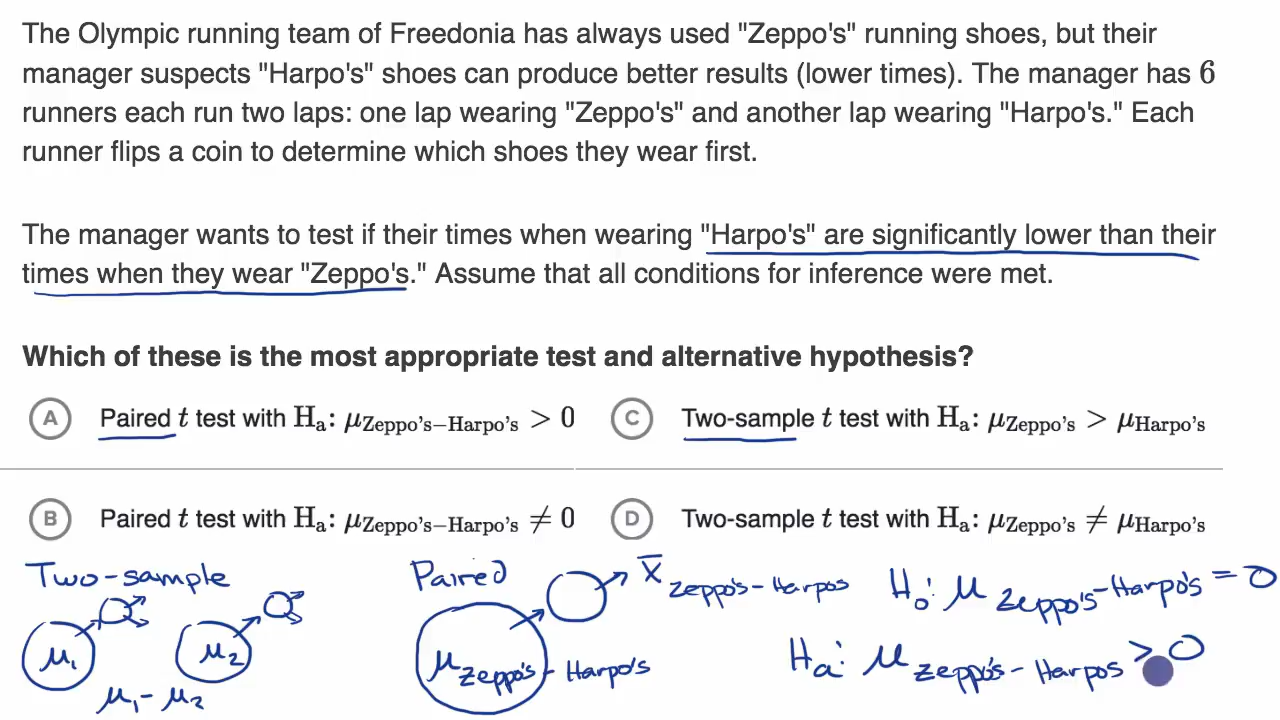 The Olympic running team of Freedonia has always used "Zeppo's" running shoes, but their
manager suspects "Harpo's" shoes can produce better results (lower times). The manager has 6
runners each run two laps: one lap wearing "Zeppo's" and another lap wearing "Harpo's." Each
runner flips a coin to determine which shoes they wear first.
The manager wants to test if their times when wearing "Harpo's" are significantly lower than their
times when they wear "Zeppo's." Assume that all conditions for inference were met.
Which of these is the most appropriate test and alternative hypothesis?
A Paired t test with Hₐ: μ Zeppo's−Harpo's > 0
C Two-sample t test with Hₐ: μ Zeppo's > μ Harpo's
B Paired t test with Hₐ: μ Zeppo's−Harpo's ≠ 0
D Two-sample t test with Hₐ: μ Zeppo's ≠ μ Harpo's
Two-sample
μ₁
μ₂
μ₁ - μ₂
Paired
x̄ Zeppo's - Harpos
μ Zeppo's - Harpo's
H₀: μ Zeppo's - Harpo's = 0
Hₐ: μ Zeppo's - Harpos > 0